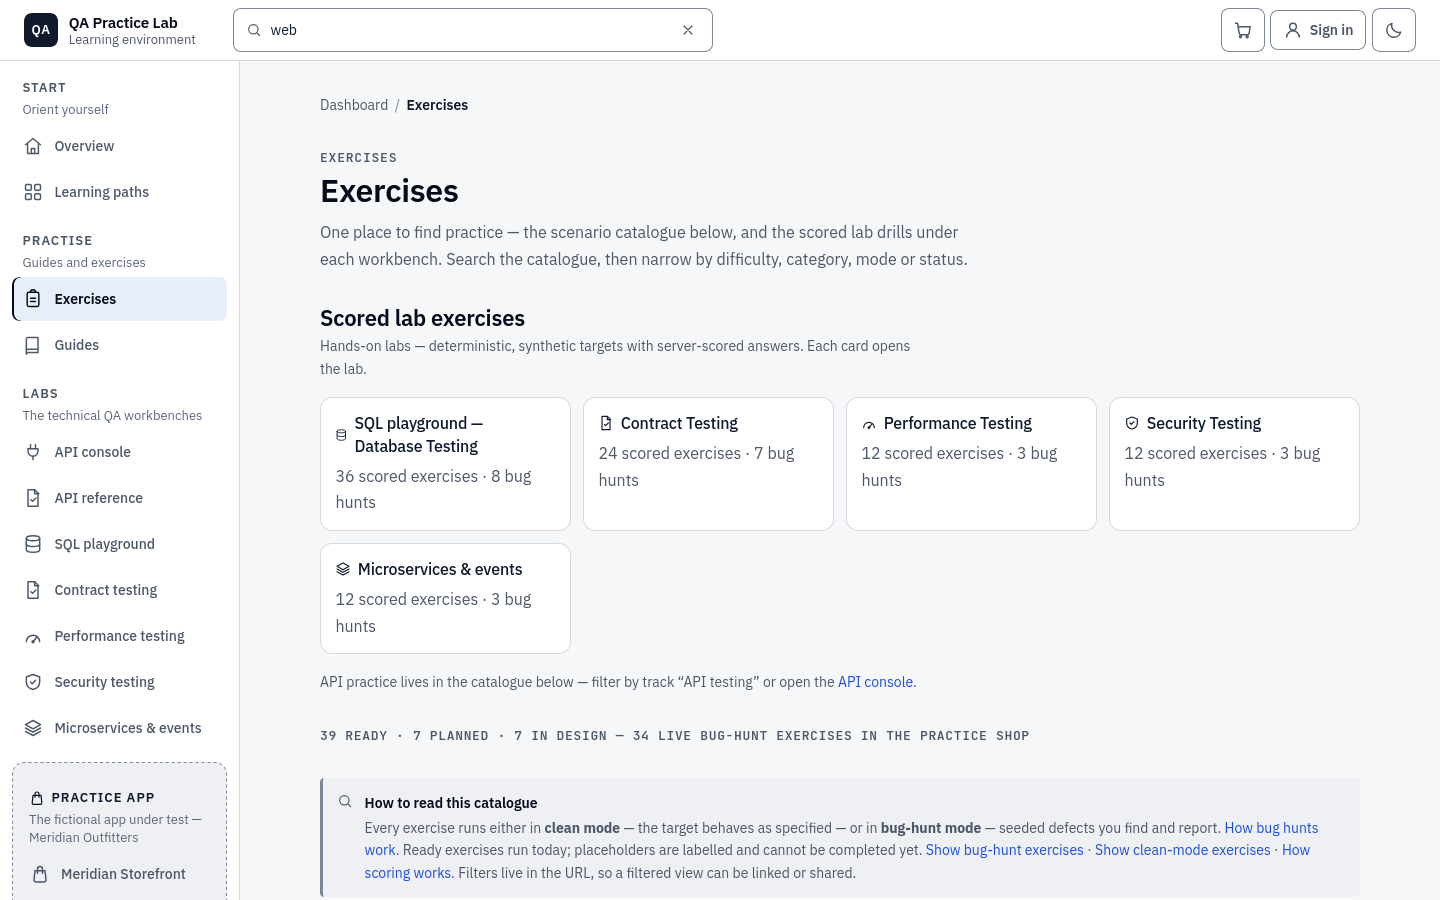 QA
QA Practice Lab
Learning environment
web
Sign in
START
Orient yourself
Overview
Learning paths
PRACTISE
Guides and exercises
Exercises
Guides
LABS
The technical QA workbenches
API console
API reference
SQL playground
Contract testing
Performance testing
Security testing
Microservices & events
PRACTICE APP
The fictional app under test —
Meridian Outfitters
Meridian Storefront
Dashboard / Exercises
EXERCISES
Exercises
One place to find practice — the scenario catalogue below, and the scored lab drills under
each workbench. Search the catalogue, then narrow by difficulty, category, mode or status.
Scored lab exercises
Hands-on labs — deterministic, synthetic targets with server-scored answers. Each card opens
the lab.
SQL playground —
Database Testing
36 scored exercises · 8 bug
hunts
Contract Testing
24 scored exercises · 7 bug
hunts
Performance Testing
12 scored exercises · 3 bug
hunts
Security Testing
12 scored exercises · 3 bug
hunts
Microservices & events
12 scored exercises · 3 bug
hunts
API practice lives in the catalogue below — filter by track “API testing” or open the API console.
39 READY · 7 PLANNED · 7 IN DESIGN — 34 LIVE BUG-HUNT EXERCISES IN THE PRACTICE SHOP
How to read this catalogue
Every exercise runs either in clean mode — the target behaves as specified — or in bug-hunt mode — seeded defects you find and report. How bug hunts
work. Ready exercises run today; placeholders are labelled and cannot be completed yet. Show bug-hunt exercises · Show clean-mode exercises · How
scoring works. Filters live in the URL, so a filtered view can be linked or shared.